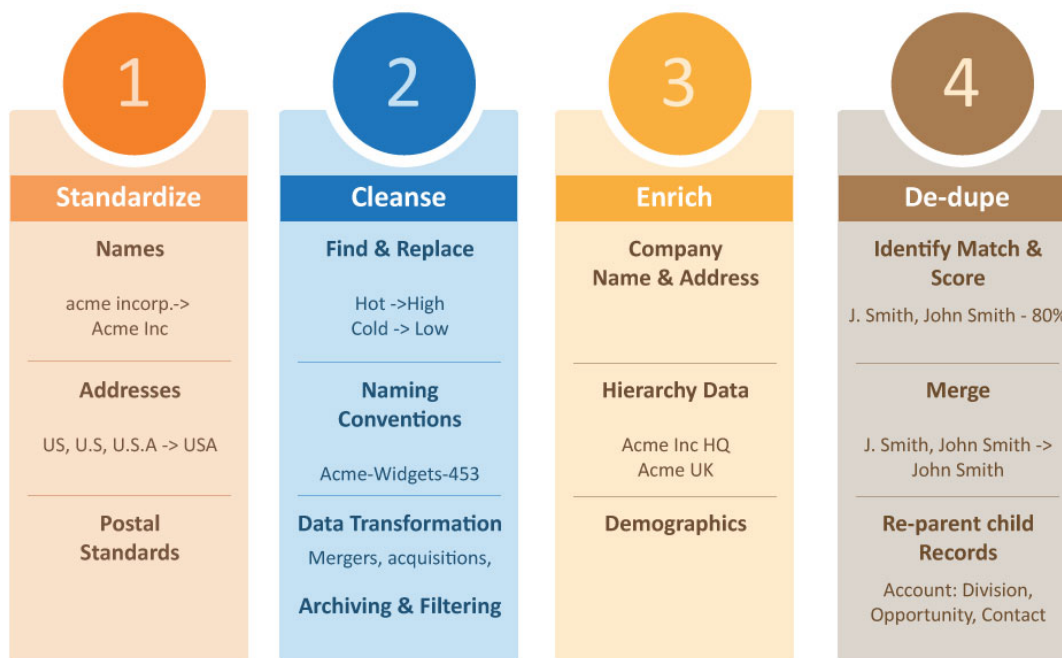 1
Standardize
Names
acme incorp.->
Acme Inc
Addresses
US, U.S, U.S.A -> USA
Postal
Standards
2
Cleanse
Find & Replace
Hot ->High
Cold -> Low
Naming
Conventions
Acme-Widgets-453
Data Transformation
Mergers, acquisitions,
Archiving & Filtering
3
Enrich
Company
Name & Address
Hierarchy Data
Acme Inc HQ
Acme UK
Demographics
4
De-dupe
Identify Match &
Score
J. Smith, John Smith - 80%
Merge
J. Smith, John Smith ->
John Smith
Re-parent child
Records
Account: Division,
Opportunity, Contact